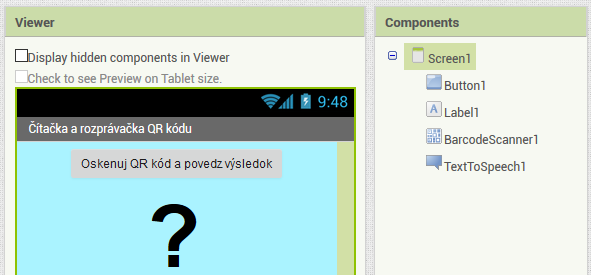 Viewer
Display hidden components in Viewer
Check to see Preview on Tablet size.
9:48
Čítačka a rozprávačka QR kódu
Oskenuj QR kód a povedz výsledok
?
Components
Screen1
Button1
Label1
BarcodeScanner1
TextToSpeech1